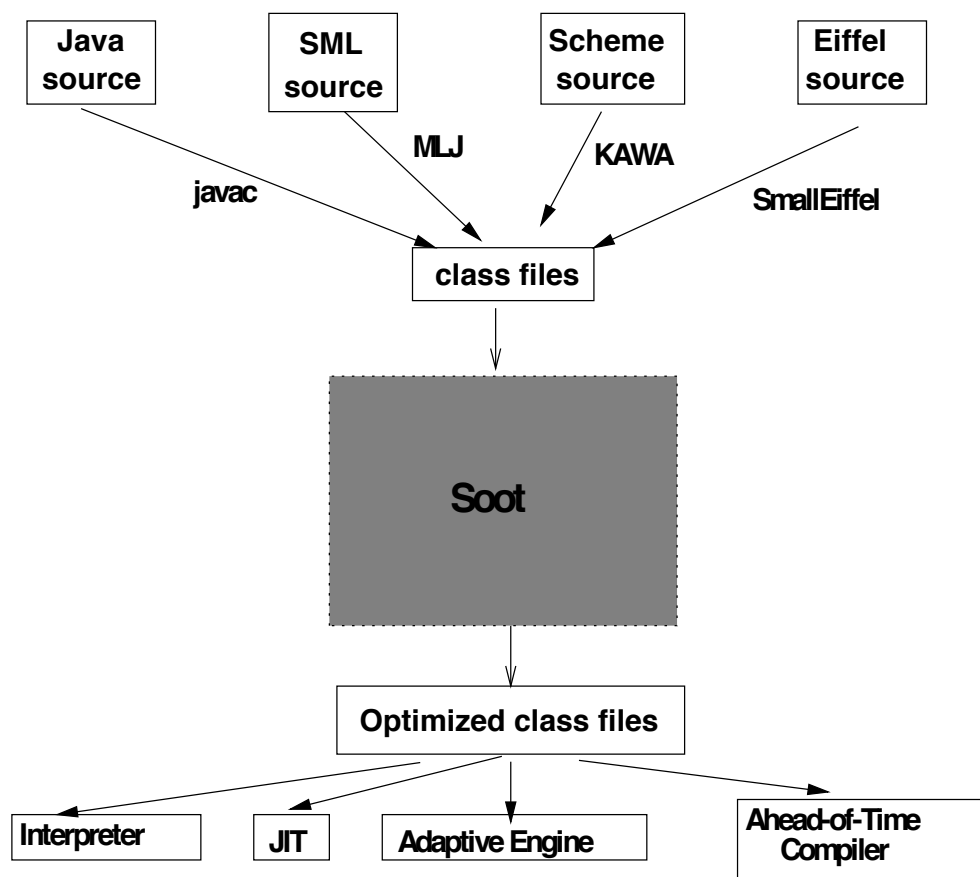 Java
source
SML
source
Scheme
source
Eiffel
source
javac
MLJ
KAWA
SmallEiffel
class files
Soot
Optimized class files
Interpreter
JIT
Adaptive Engine
Ahead-of-Time
Compiler